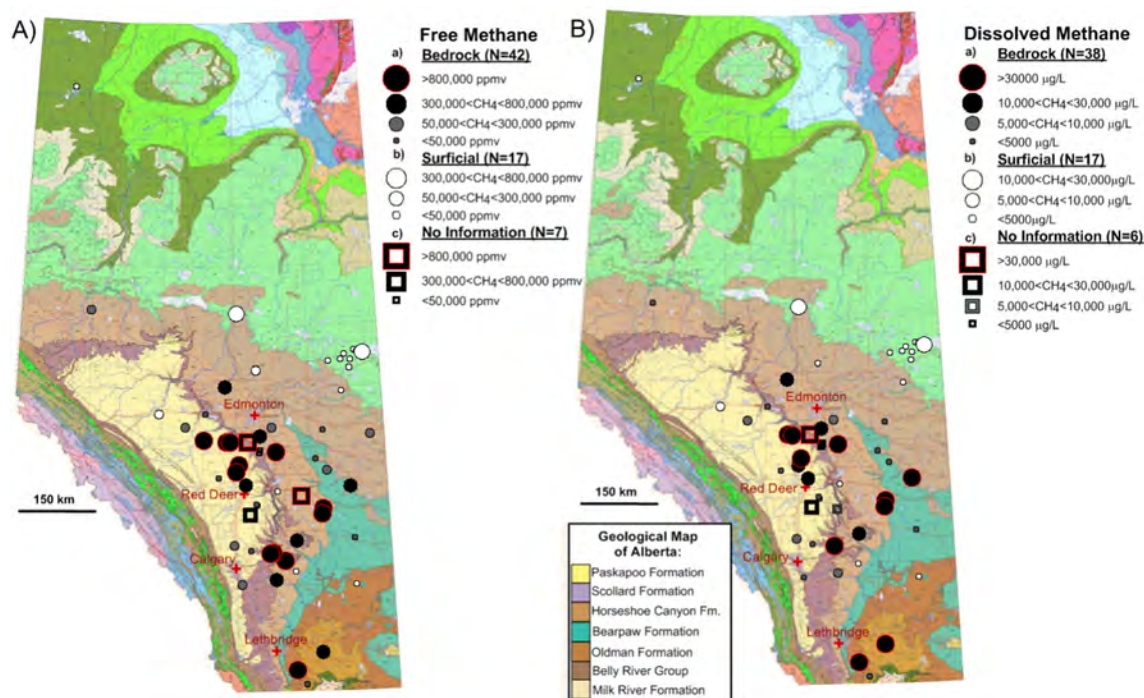 A)
Free Methane
a) Bedrock (N=42)
>800,000 ppmv
300,000<CH₄<800,000 ppmv
50,000<CH₄<300,000 ppmv
<50,000 ppmv
b) Surficial (N=17)
300,000<CH₄<800,000 ppmv
50,000<CH₄<300,000 ppmv
<50,000 ppmv
c) No Information (N=7)
>800,000 ppmv
300,000<CH₄<800,000 ppmv
<50,000 ppmv
Edmonton
Red Deer
150 km
Calgary
Lethbridge
B)
Dissolved Methane
a) Bedrock (N=38)
>30000 µg/L
10,000<CH₄<30,000 µg/L
5,000<CH₄<10,000 µg/L
<5000 µg/L
b) Surficial (N=17)
10,000<CH₄<30,000µg/L
5,000<CH₄<10,000 µg/L
<5000µg/L
c) No Information (N=6)
>30,000 µg/L
10,000<CH₄<30,000µg/L
5,000<CH₄<10,000 µg/L
<5000 µg/L
Edmonton
Red Deer
150 km
Calgary
Lethbridge
Geological Map
of Alberta:
Paskapoo Formation
Scollard Formation
Horseshoe Canyon Fm.
Bearpaw Formation
Oldman Formation
Belly River Group
Milk River Formation